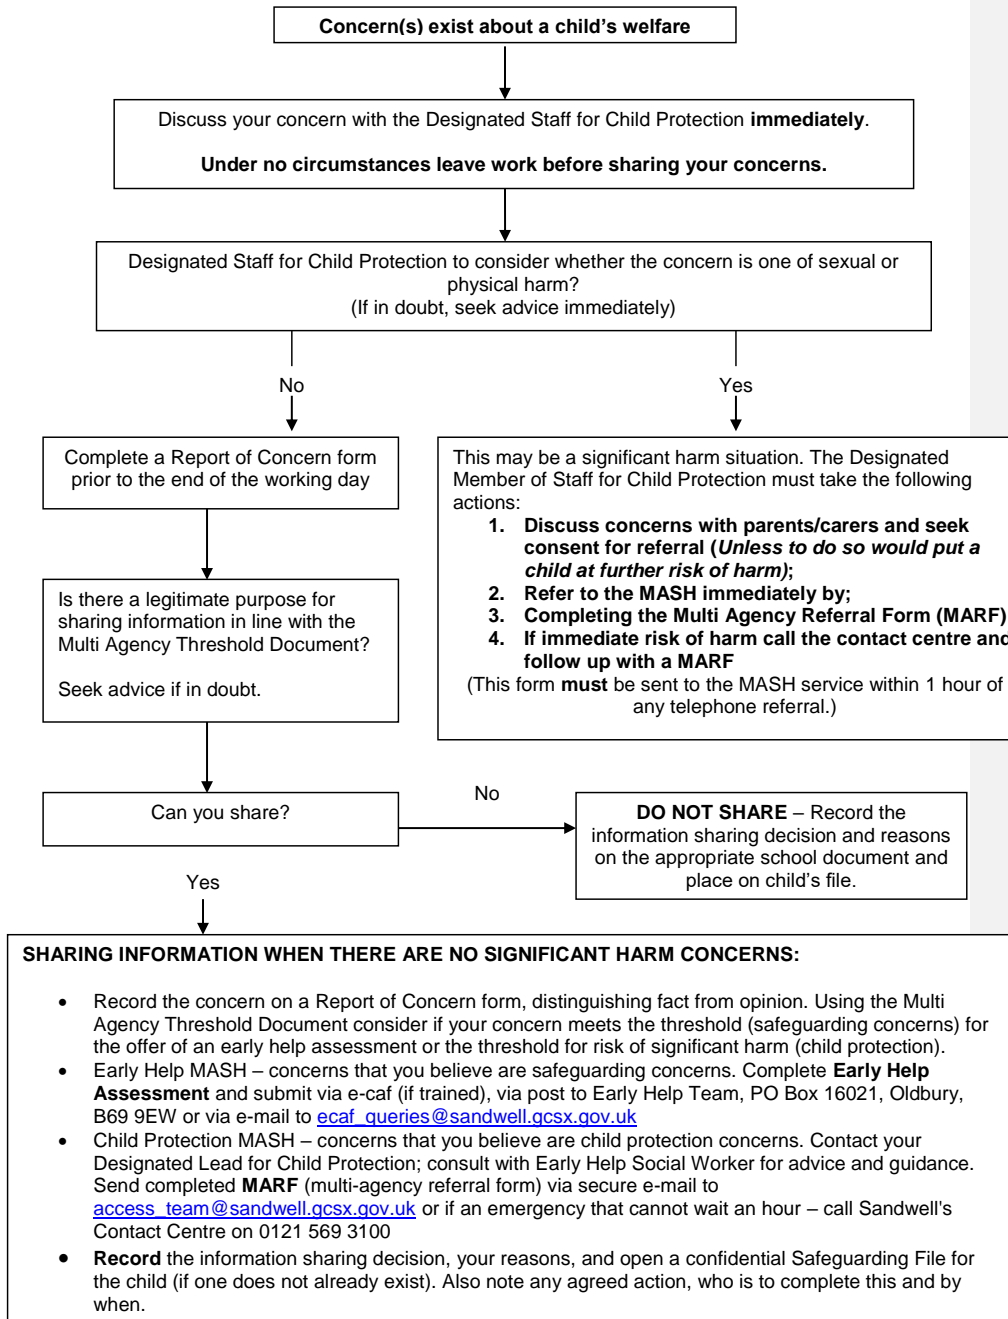 Concern(s) exist about a child's welfare
Discuss your concern with the Designated Staff for Child Protection immediately.
Under no circumstances leave work before sharing your concerns.
Designated Staff for Child Protection to consider whether the concern is one of sexual or
physical harm?
(If in doubt, seek advice immediately)
No
Yes
Complete a Report of Concern form
prior to the end of the working day
This may be a significant harm situation. The Designated
Member of Staff for Child Protection must take the following
actions:
1. Discuss concerns with parents/carers and seek
consent for referral (Unless to do so would put a
child at further risk of harm);
2. Refer to the MASH immediately by;
3. Completing the Multi Agency Referral Form (MARF)
4. If immediate risk of harm call the contact centre and
follow up with a MARF
(This form must be sent to the MASH service within 1 hour of
any telephone referral.)
Is there a legitimate purpose for
sharing information in line with the
Multi Agency Threshold Document?
Seek advice if in doubt.
Can you share?
No
DO NOT SHARE – Record the
information sharing decision and reasons
on the appropriate school document and
place on child's file.
Yes
SHARING INFORMATION WHEN THERE ARE NO SIGNIFICANT HARM CONCERNS:
• Record the concern on a Report of Concern form, distinguishing fact from opinion. Using the Multi
Agency Threshold Document consider if your concern meets the threshold (safeguarding concerns) for
the offer of an early help assessment or the threshold for risk of significant harm (child protection).
• Early Help MASH – concerns that you believe are safeguarding concerns. Complete Early Help
Assessment and submit via e-caf (if trained), via post to Early Help Team, PO Box 16021, Oldbury,
B69 9EW or via e-mail to ecaf_queries@sandwell.gcsx.gov.uk
• Child Protection MASH – concerns that you believe are child protection concerns. Contact your
Designated Lead for Child Protection; consult with Early Help Social Worker for advice and guidance.
Send completed MARF (multi-agency referral form) via secure e-mail to
access_team@sandwell.gcsx.gov.uk or if an emergency that cannot wait an hour – call Sandwell's
Contact Centre on 0121 569 3100
• Record the information sharing decision, your reasons, and open a confidential Safeguarding File for
the child (if one does not already exist). Also note any agreed action, who is to complete this and by
when.